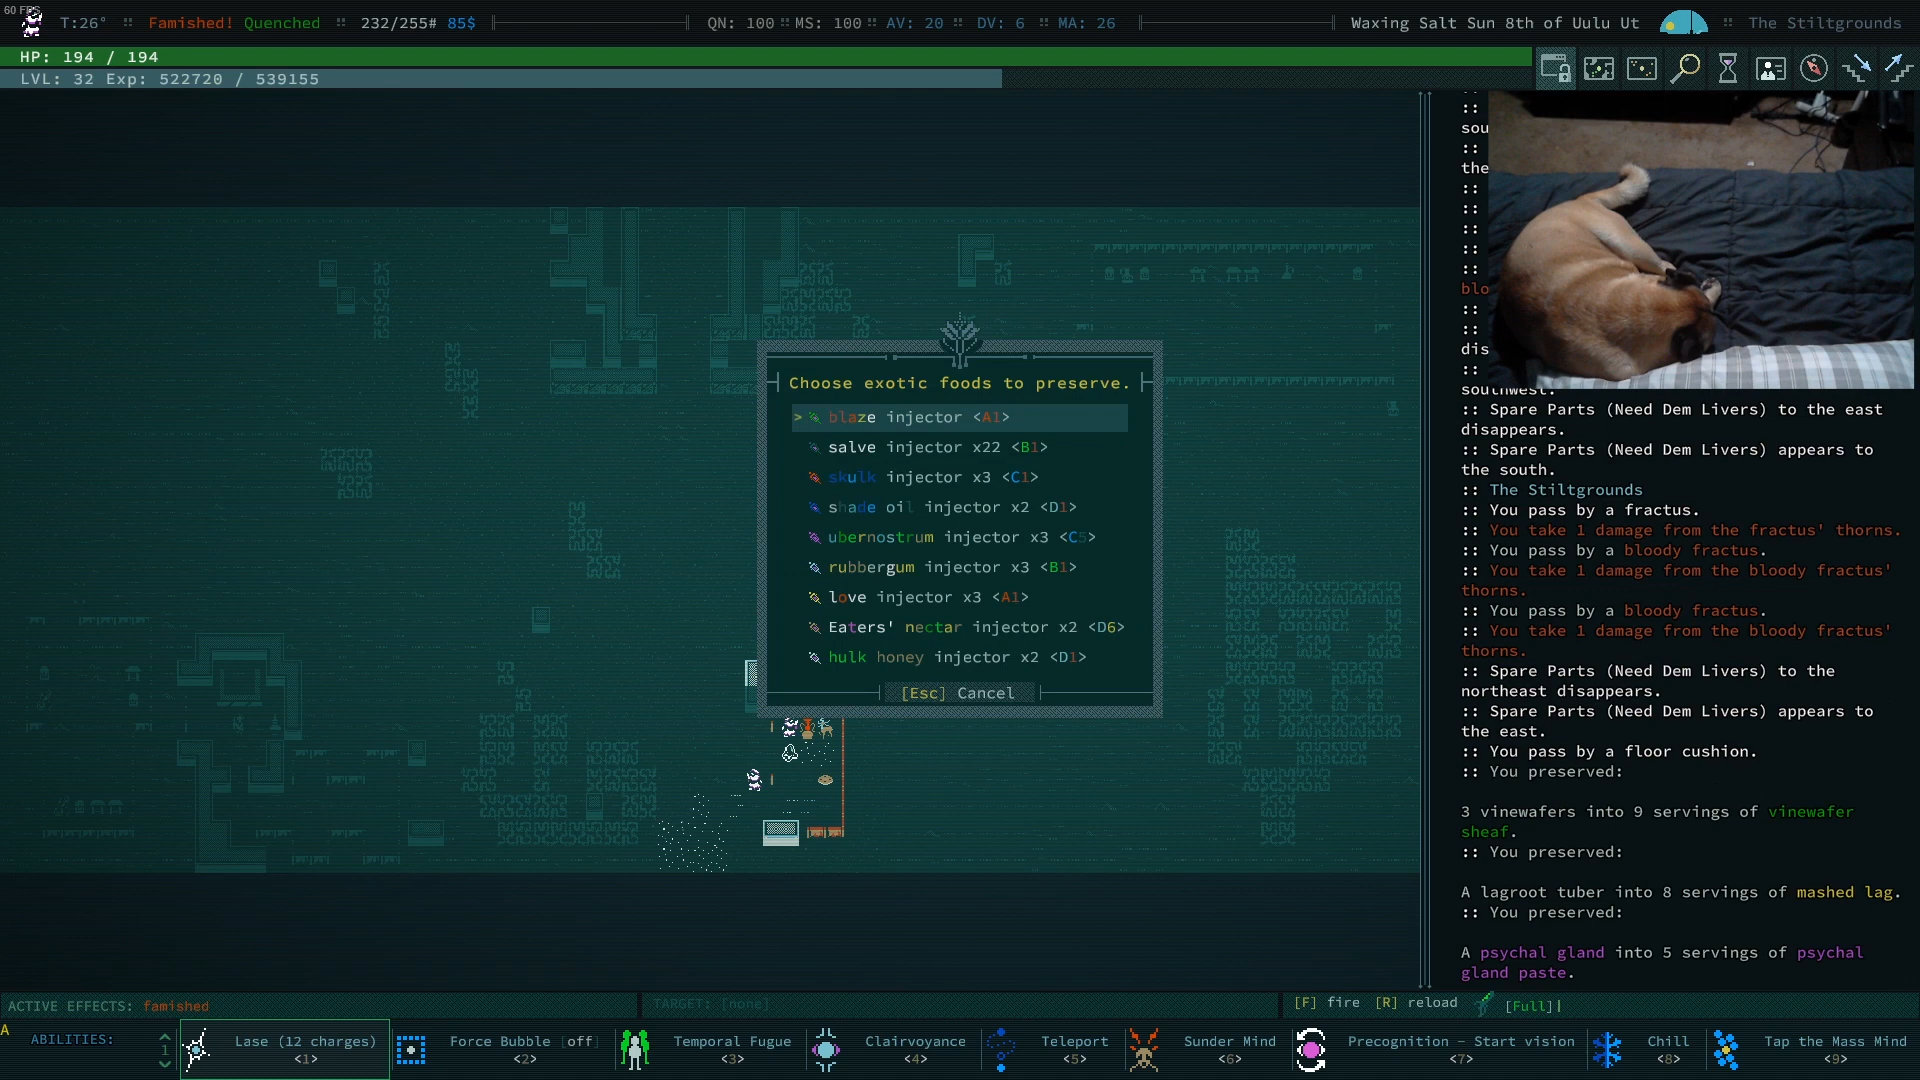 60 FPS
T:26° :: Famished! Quenched :: 232/255# 85$ QN: 100 :: MS: 100 :: AV: 20 :: DV: 6 :: MA: 26 Waxing Salt Sun 8th of Uulu Ut :: The Stiltgrounds
HP: 194 / 194
LVL: 32 Exp: 522720 / 539155
Choose exotic foods to preserve.
> blaze injector <A1>
salve injector x22 <B1>
skulk injector x3 <C1>
shade oil injector x2 <D1>
ubernostrum injector x3 <C5>
rubbergum injector x3 <B1>
love injector x3 <A1>
Eaters' nectar injector x2 <D6>
hulk honey injector x2 <D1>
[Esc] Cancel
::
::
sou
::
the
::
::
::
::
::
blo
::
::
dis
::
southwest.
:: Spare Parts (Need Dem Livers) to the east
disappears.
:: Spare Parts (Need Dem Livers) appears to
the south.
:: The Stiltgrounds
:: You pass by a fractus.
:: You take 1 damage from the fractus' thorns.
:: You pass by a bloody fractus.
:: You take 1 damage from the bloody fractus'
thorns.
:: You pass by a bloody fractus.
:: You take 1 damage from the bloody fractus'
thorns.
:: Spare Parts (Need Dem Livers) to the
northeast disappears.
:: Spare Parts (Need Dem Livers) appears to
the east.
:: You pass by a floor cushion.
:: You preserved:
3 vinewafers into 9 servings of vinewafer
sheaf.
:: You preserved:
A lagroot tuber into 8 servings of mashed lag.
:: You preserved:
A psychal gland into 5 servings of psychal
gland paste.
ACTIVE EFFECTS: famished
TARGET: [none]
[F] fire [R] reload [Full]
A
ABILITIES:
1
Lase (12 charges) <1>
Force Bubble [off] <2>
Temporal Fugue <3>
Clairvoyance <4>
Teleport <5>
Sunder Mind <6>
Precognition - Start vision <7>
Chill <8>
Tap the Mass Mind <9>